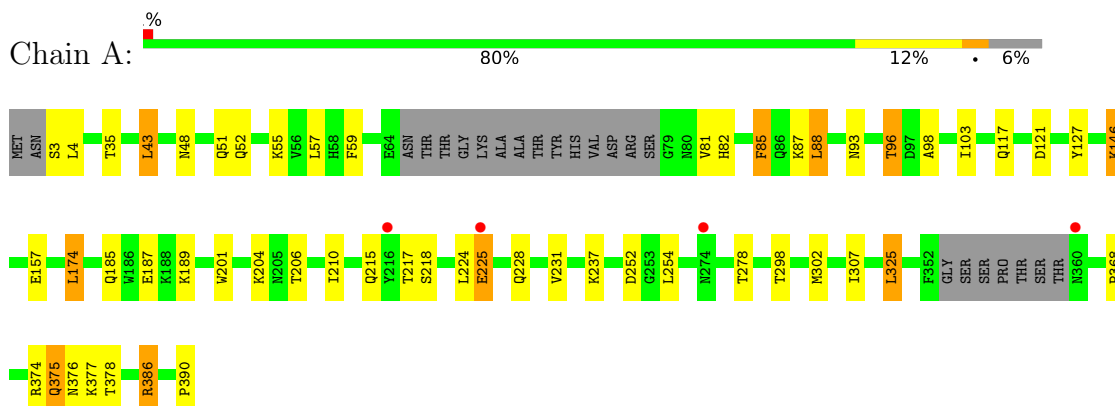 %
Chain A:
80% 12% • 6%
MET ASN S3 L4 T35 L43 N48 Q51 Q52 K55 V56 L57 H58 F59 E64 ASN THR THR GLY LYS ALA ALA THR TYR HIS VAL ASP ARG SER G79 N80 V81 H82 F85 Q86 K87 L88 N93 T96 D97 A98 I103 Q117 D121 Y127
E157 L174 Q185 W186 E187 K188 K189 W201 K204 N205 T206 I210 Q215 Y216 T217 S218 L224 E225 Q228 V231 K237 D252 G253 L254 N274 T278 T298 M302 I307 L325 F352 GLY SER SER PRO THR SER THR N360
R374 Q375 N376 K377 T378 R386 P390